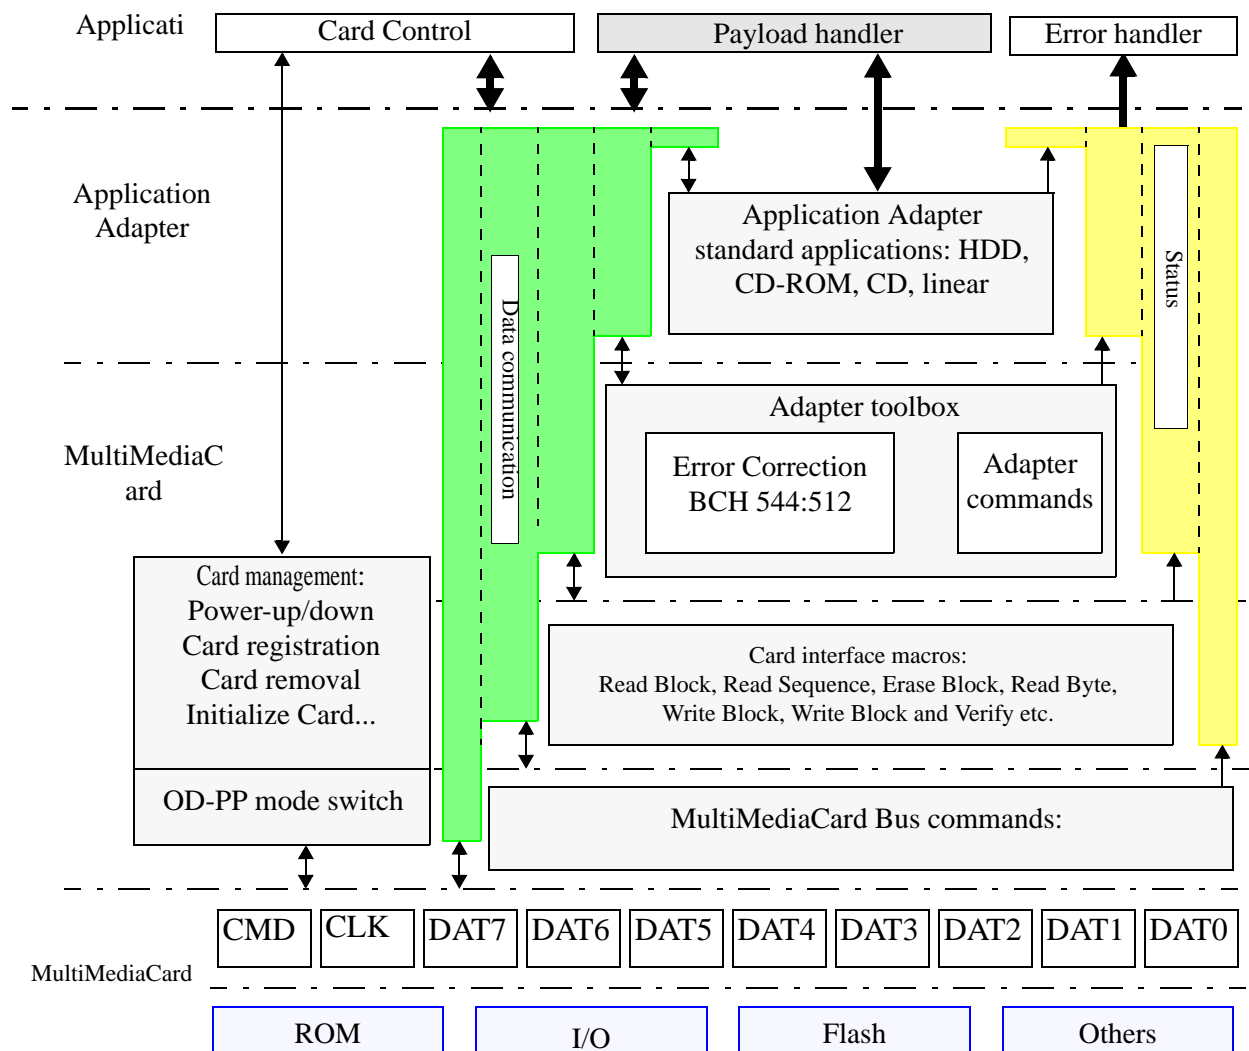 Applicati
Card Control
Payload handler
Error handler
Application
Adapter
Application Adapter
standard applications: HDD,
CD-ROM, CD, linear
Status
Data communication
MultiMediaC
ard
Adapter toolbox
Error Correction
BCH 544:512
Adapter
commands
Card management:
Power-up/down
Card registration
Card removal
Initialize Card...
Card interface macros:
Read Block, Read Sequence, Erase Block, Read Byte,
Write Block, Write Block and Verify etc.
OD-PP mode switch
MultiMediaCard Bus commands:
CMD
CLK
DAT7
DAT6
DAT5
DAT4
DAT3
DAT2
DAT1
DAT0
MultiMediaCard
ROM
I/O
Flash
Others